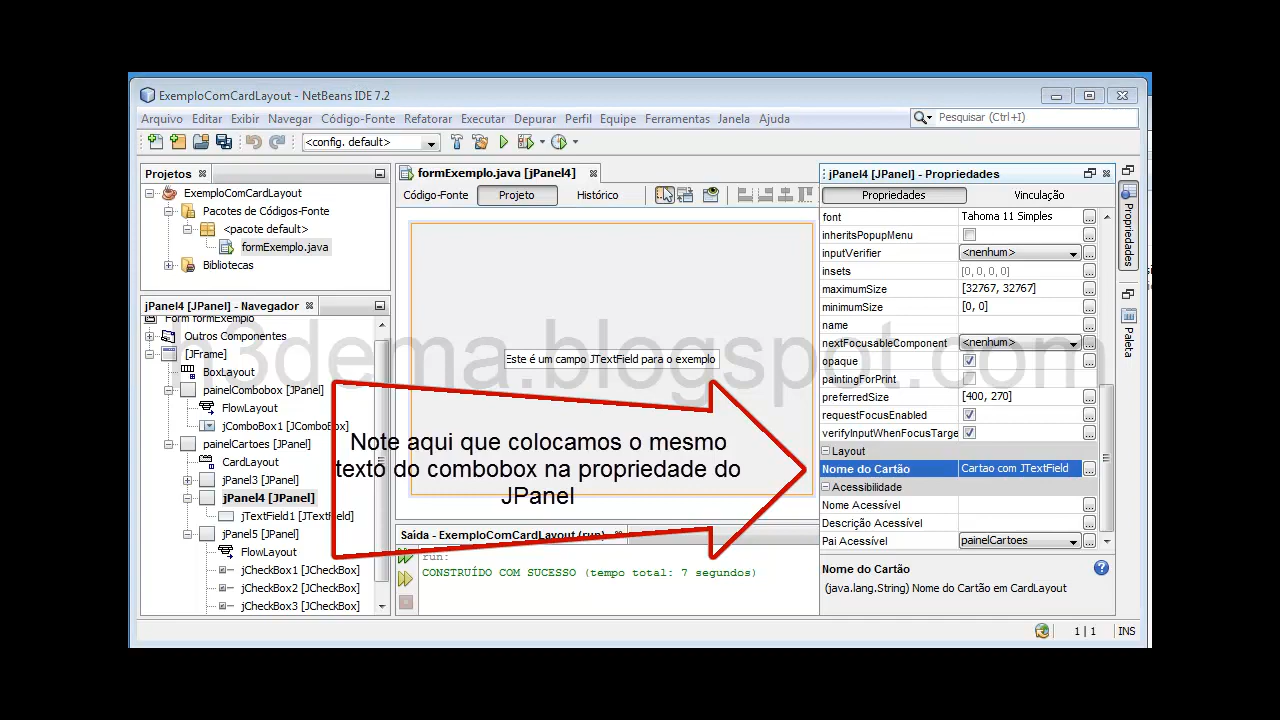 ExemploComCardLayout - NetBeans IDE 7.2
Arquivo Editar Exibir Navegar Código-Fonte Refatorar Executar Depurar Perfil Equipe Ferramentas Janela Ajuda
Pesquisar (Ctrl+I)
<config. default>
Projetos
ExemploComCardLayout
Pacotes de Códigos-Fonte
<pacote default>
formExemplo.java
Bibliotecas
jPanel4 [JPanel] - Navegador
Form formExemplo
Outros Componentes
[JFrame]
BoxLayout
painelCombobox [JPanel]
FlowLayout
jComboBox1 [JComboBox]
painelCartoes [JPanel]
CardLayout
jPanel3 [JPanel]
jPanel4 [JPanel]
jTextField1 [JTextField]
jPanel5 [JPanel]
FlowLayout
jCheckBox1 [JCheckBox]
jCheckBox2 [JCheckBox]
jCheckBox3 [JCheckBox]
formExemplo.java [jPanel4]
Código-Fonte Projeto Histórico
Este é um campo JTextField para o exemplo
h3dema.blogspot.com
Note aqui que colocamos o mesmo
texto do combobox na propriedade do
JPanel
Saída - ExemploComCardLayout (run)
run:
CONSTRUÍDO COM SUCESSO (tempo total: 7 segundos)
jPanel4 [JPanel] - Propriedades
Propriedades Vinculação
font Tahoma 11 Simples
inheritsPopupMenu
inputVerifier <nenhum>
insets [0, 0, 0, 0]
maximumSize [32767, 32767]
minimumSize [0, 0]
name
nextFocusableComponent <nenhum>
opaque
paintingForPrint
preferredSize [400, 270]
requestFocusEnabled
verifyInputWhenFocusTarge
Layout
Nome do Cartão Cartao com JTextField
Acessibilidade
Nome Acessível
Descrição Acessível
Pai Acessível painelCartoes
Nome do Cartão
(java.lang.String) Nome do Cartão em CardLayout
Propriedades
Paleta
1 | 1 INS